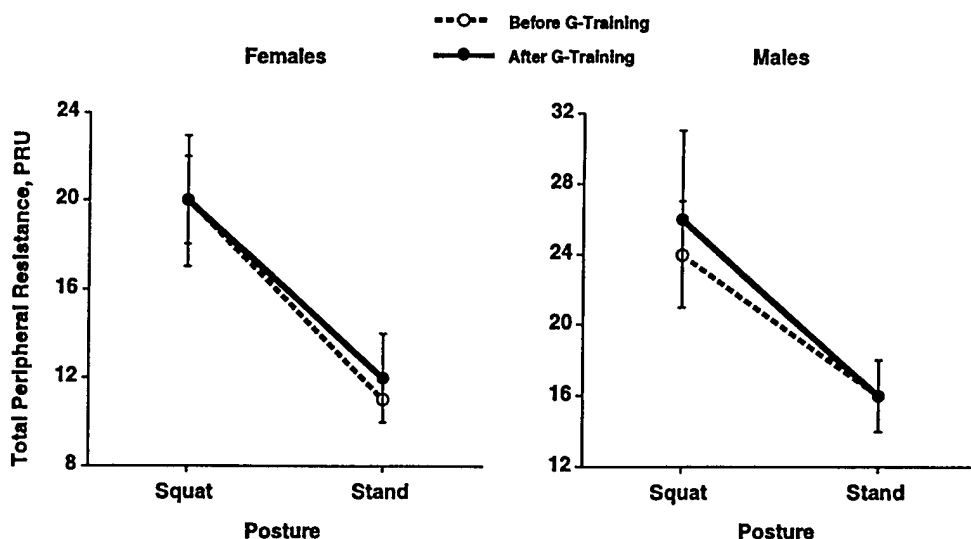 Before G-Training
After G-Training
Females
Males
Total Peripheral Resistance, PRU
24
20
16
12
8
Squat
Stand
Posture
32
28
24
20
16
12
Squat
Stand
Posture